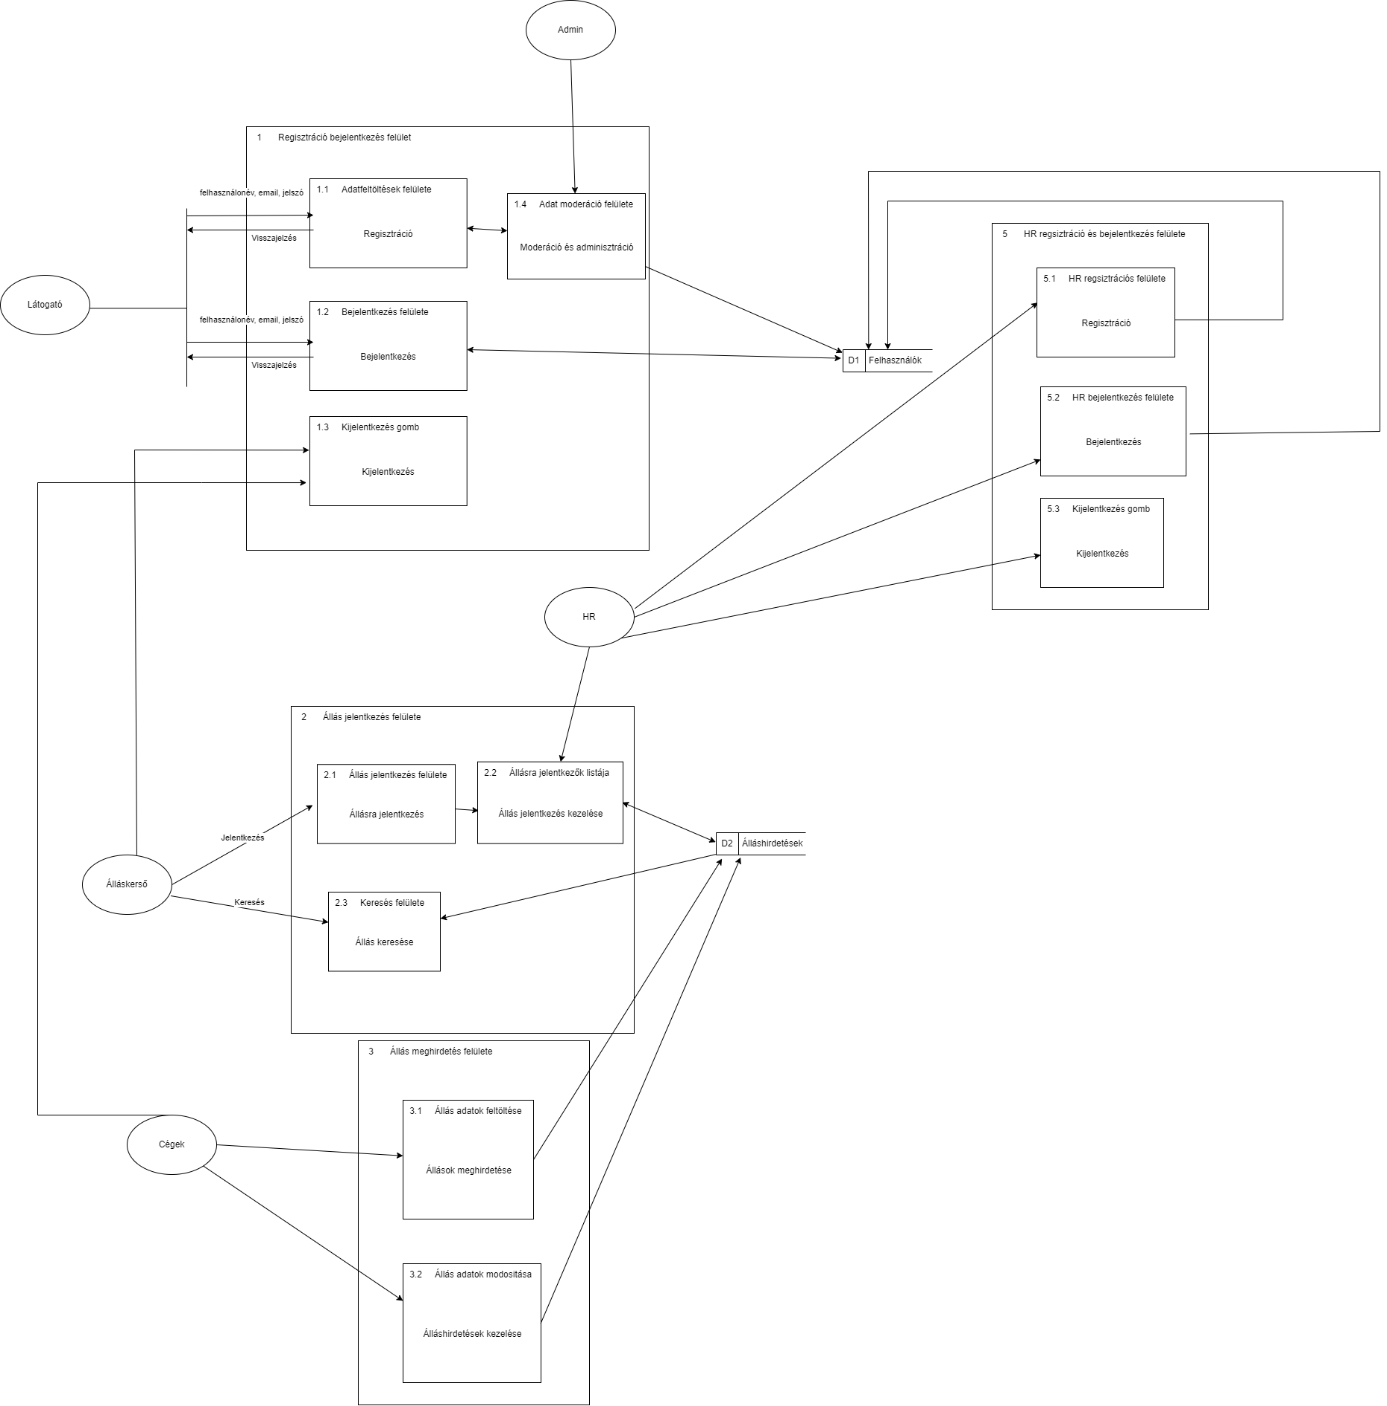 Admin
1 Regisztráció bejelentkezés felület
felhasználonév, email, jelszó
Visszajelzés
1.1 Adatfeltöltések felülete
Regisztráció
1.4 Adat moderáció felülete
Moderáció és adminisztráció
Látogató
felhasználonév, email, jelszó
Visszajelzés
1.2 Bejelentkezés felülete
Bejelentkezés
1.3 Kijelentkezés gomb
Kijelentkezés
D1 Felhasználók
5 HR regsiztráció és bejelentkezés felülete
5.1 HR regsiztrációs felülete
Regisztráció
5.2 HR bejelentkezés felülete
Bejelentkezés
5.3 Kijelentkezés gomb
Kijelentkezés
HR
2 Állás jelentkezés felülete
2.1 Állás jelentkezés felülete
Állásra jelentkezés
2.2 Állásra jelentkezők listája
Állás jelentkezés kezelése
Jelentkezés
Álláskerső
Keresés
2.3 Keresés felülete
Állás keresése
D2 Álláshirdetések
3 Állás meghirdetés felülete
Cégek
3.1 Állás adatok feltöltése
Állások meghirdetése
3.2 Állás adatok modosítása
Álláshirdetések kezelése